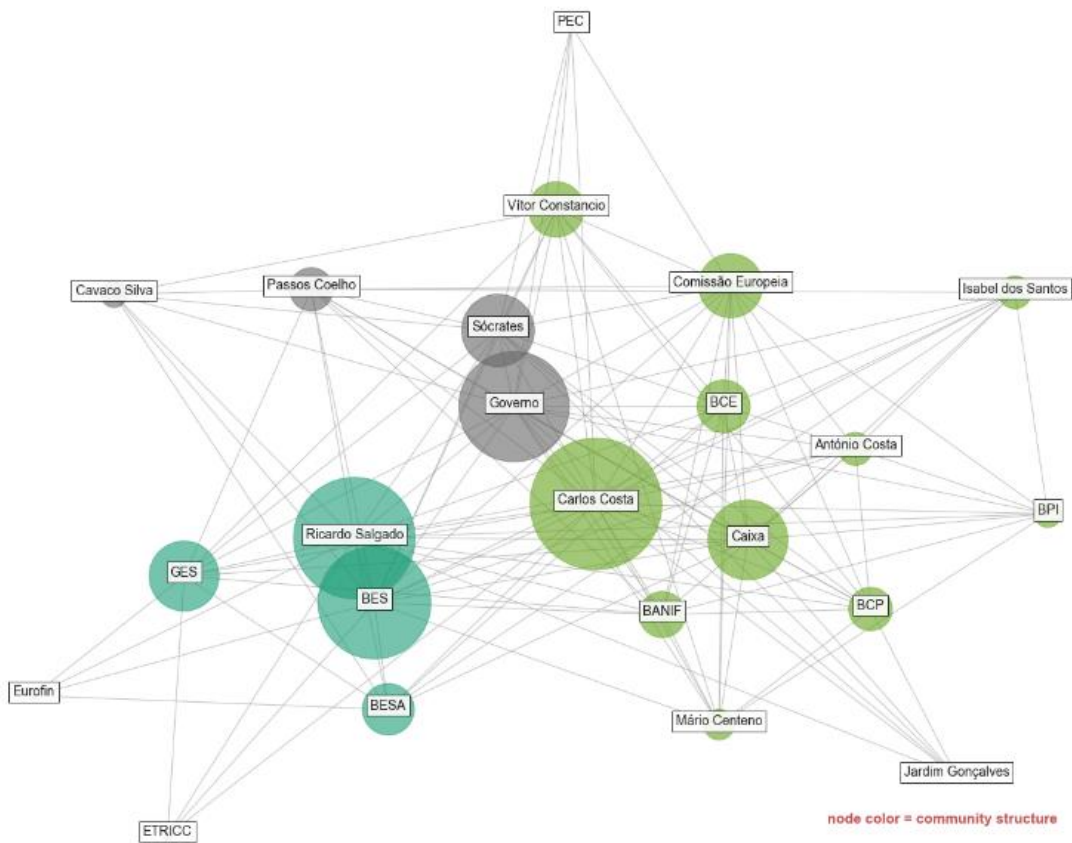 PEC
Vítor Constancio
Cavaco Silva
Passos Coelho
Comissão Europeia
Isabel dos Santos
Sócrates
Governo
BCE
António Costa
Carlos Costa
Ricardo Salgado
Caixa
BPI
GES
BES
BANIF
BCP
Eurofin
BESA
Mário Centeno
Jardim Gonçalves
ETRICC
node color = community structure